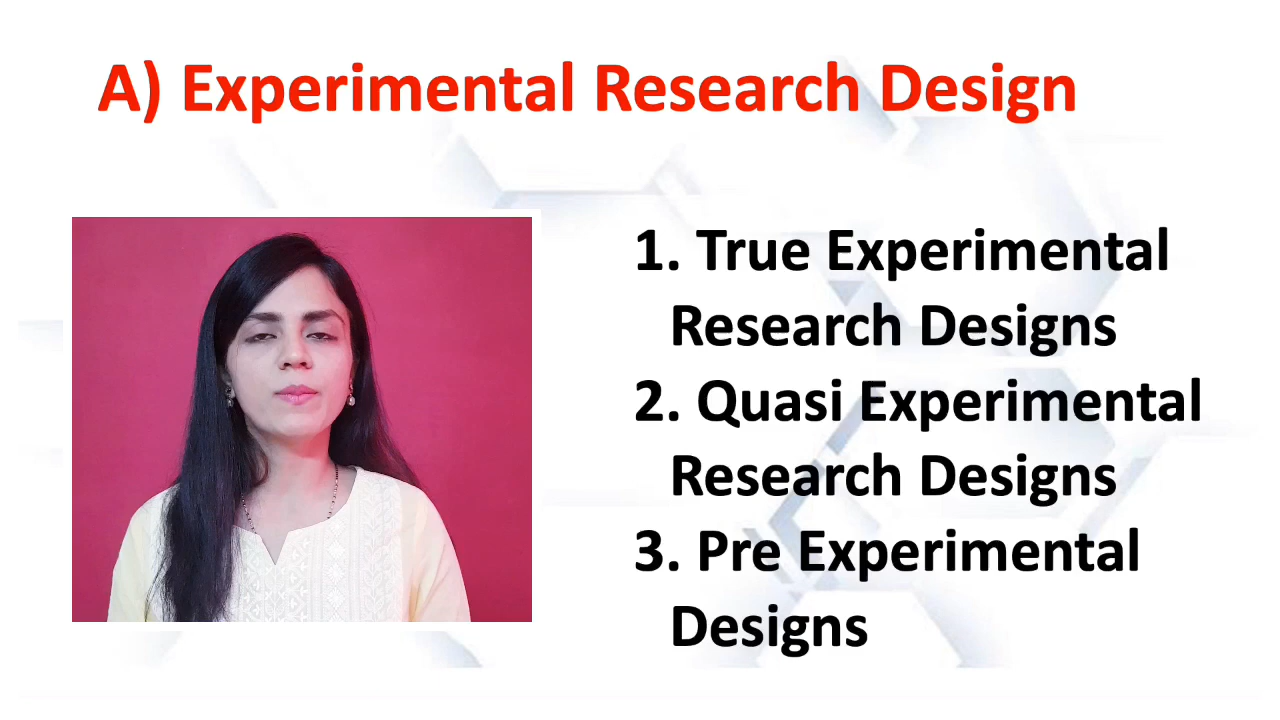 A) Experimental Research Design
1. True Experimental
Research Designs
2. Quasi Experimental
Research Designs
3. Pre Experimental
Designs